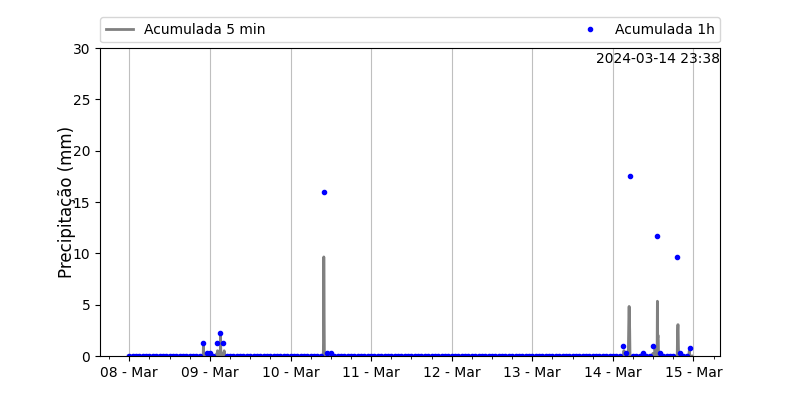 Acumulada 5 min
Acumulada 1h
2024-03-14 23:38
Precipitação (mm)
30
25
20
15
10
5
0
08 - Mar
09 - Mar
10 - Mar
11 - Mar
12 - Mar
13 - Mar
14 - Mar
15 - Mar